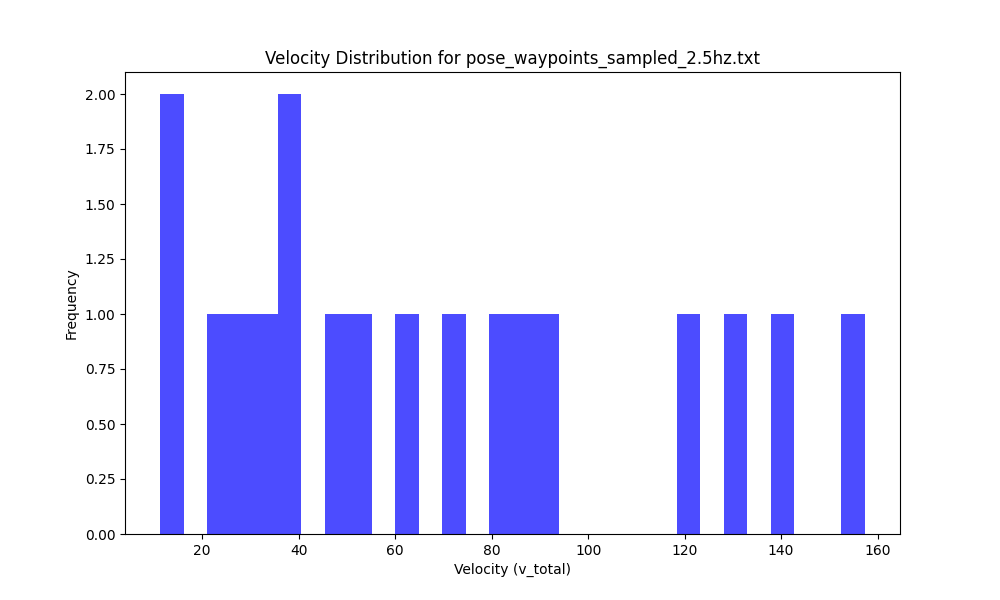 Velocity Distribution for pose_waypoints_sampled_2.5hz.txt
2.00
1.75
1.50
1.25
1.00
0.75
0.50
0.25
0.00
Frequency
20 40 60 80 100 120 140 160
Velocity (v_total)